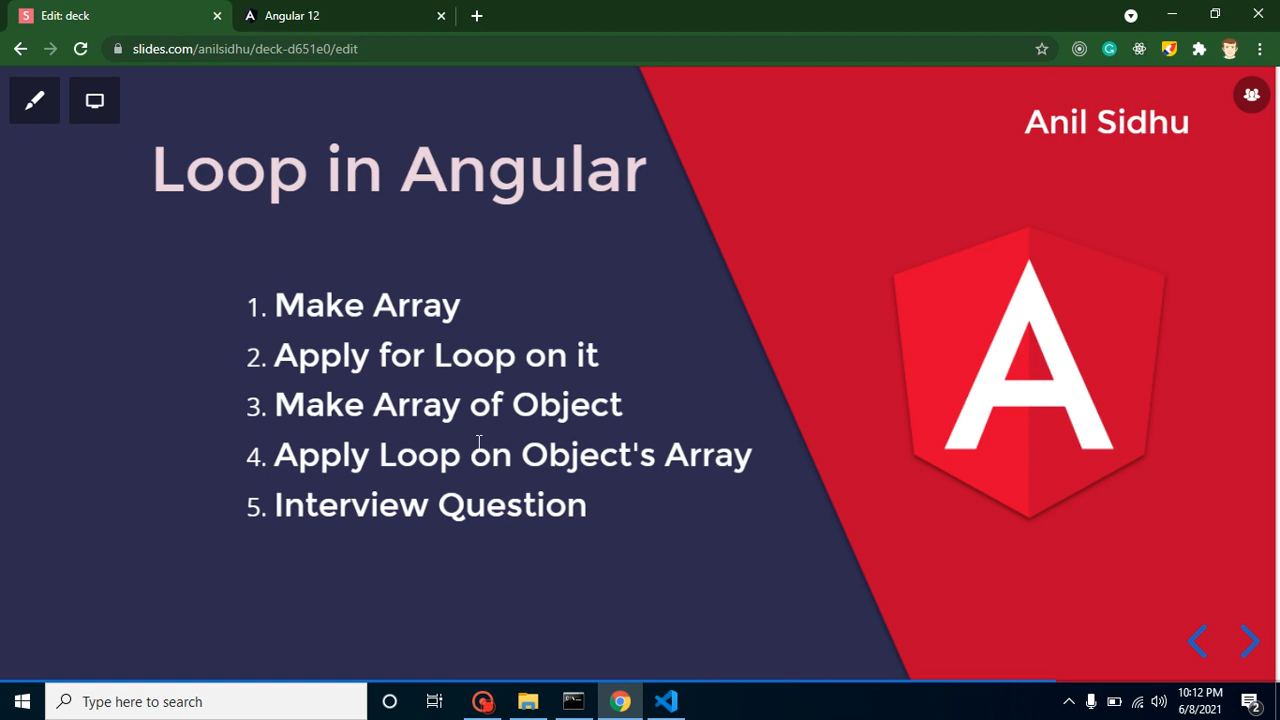 Edit: deck
Angular 12
slides.com/anilsidhu/deck-d651e0/edit
Anil Sidhu
Loop in Angular
1. Make Array
2. Apply for Loop on it
3. Make Array of Object
4. Apply Loop on Object's Array
5. Interview Question
Type here to search
10:12 PM
6/8/2021
2